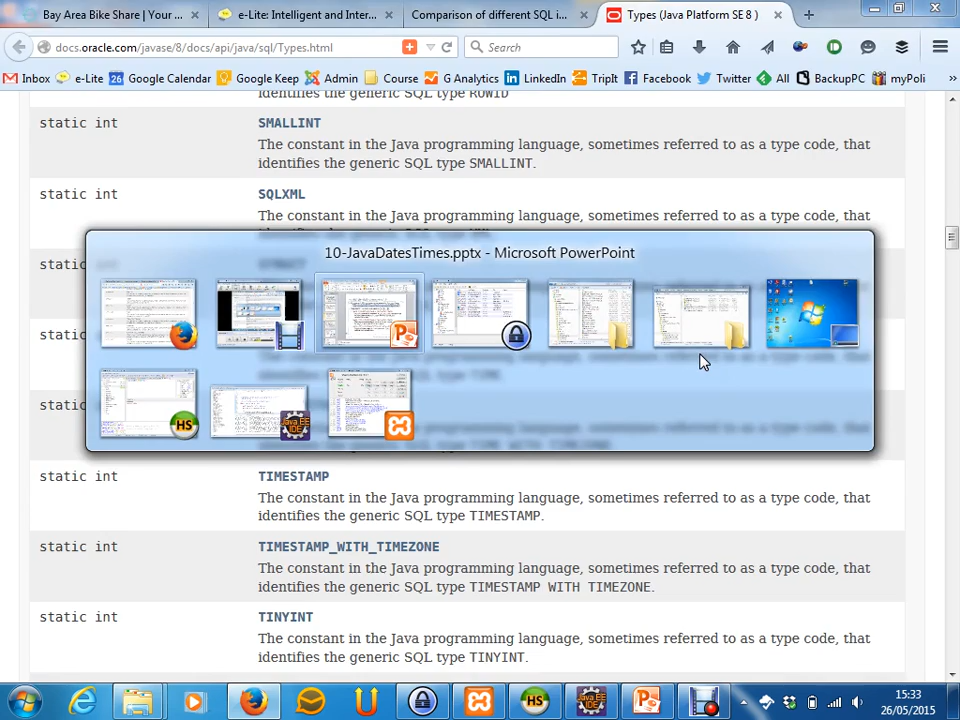 Bay Area Bike Share | Your ...
e-Lite: Intelligent and Inter...
Comparison of different SQL i...
Types (Java Platform SE 8 )
docs.oracle.com/javase/8/docs/api/java/sql/Types.html
Search
Inbox
e-Lite
26
Google Calendar
Google Keep
Admin
Course
G Analytics
LinkedIn
TripIt
Facebook
Twitter
All
BackupPC
myPoli
identifies the generic SQL type ROWID
static int
SMALLINT
The constant in the Java programming language, sometimes referred to as a type code, that
identifies the generic SQL type SMALLINT.
static int
SQLXML
The constant in the Java programming language, sometimes referred to as a type code, that
10-JavaDatesTimes.pptx - Microsoft PowerPoint
HS
Java EE
IDE
static int
TIMESTAMP
The constant in the Java programming language, sometimes referred to as a type code, that
identifies the generic SQL type TIMESTAMP.
static int
TIMESTAMP_WITH_TIMEZONE
The constant in the Java programming language, sometimes referred to as a type code, that
identifies the generic SQL type TIMESTAMP WITH TIMEZONE.
static int
TINYINT
The constant in the Java programming language, sometimes referred to as a type code, that
identifies the generic SQL type TINYINT.
HS
Java EE
IDE
15:33
26/05/2015